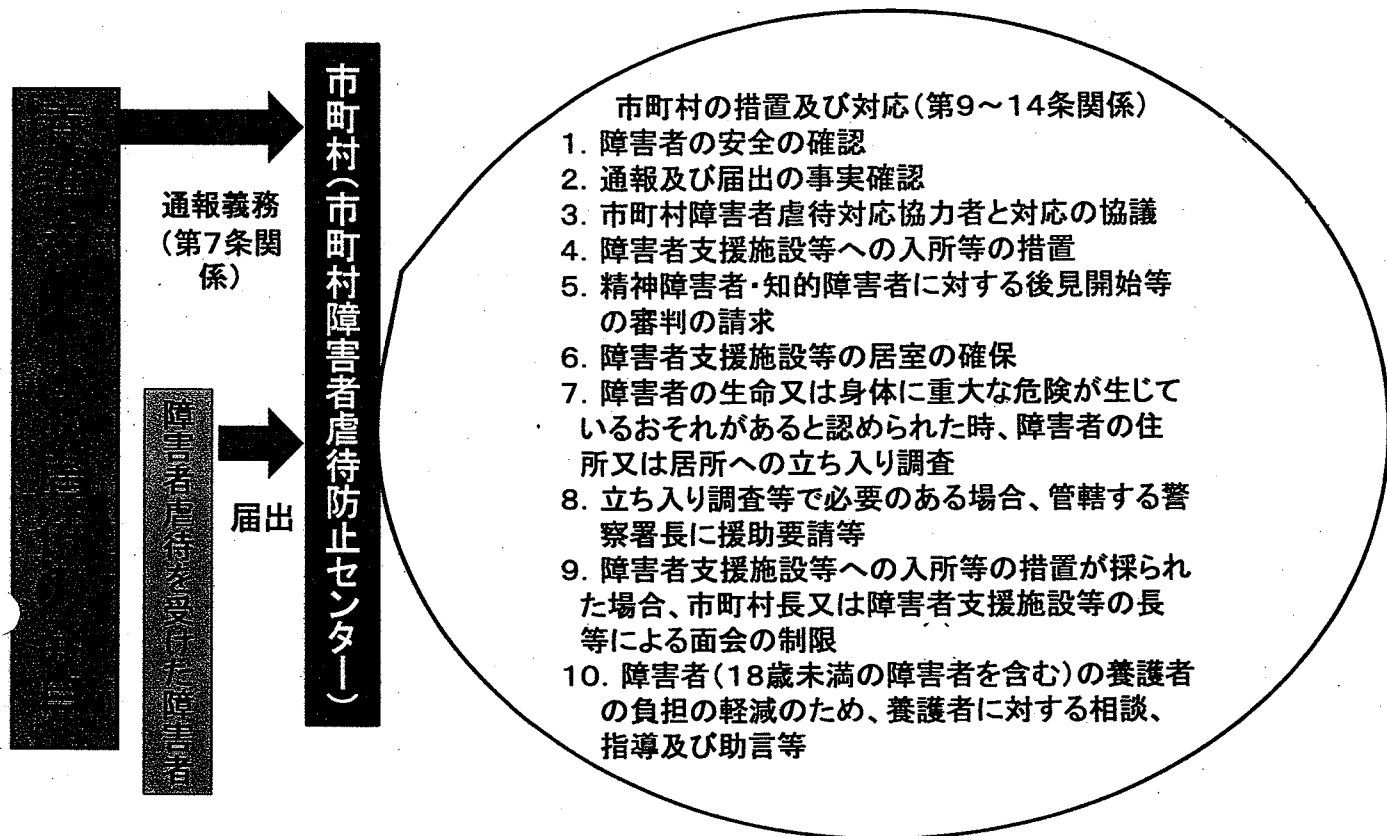 通報義務
(第7条関
係)
障害者虐待を受けた障害者
届出
市町村(市町村障害者虐待防止センター)
市町村の措置及び対応(第9～14条関係)
1. 障害者の安全の確認
2. 通報及び届出の事実確認
3. 市町村障害者虐待対応協力者と対応の協議
4. 障害者支援施設等への入所等の措置
5. 精神障害者・知的障害者に対する後見開始等
の審判の請求
6. 障害者支援施設等の居室の確保
7. 障害者の生命又は身体に重大な危険が生じて
いるおそれがあると認められた時、障害者の住
所又は居所への立ち入り調査
8. 立ち入り調査等で必要のある場合、管轄する警
察署長に援助要請等
9. 障害者支援施設等への入所等の措置が採られ
た場合、市町村長又は障害者支援施設等の長
等による面会の制限
10. 障害者(18歳未満の障害者を含む)の養護者
の負担の軽減のため、養護者に対する相談、
指導及び助言等